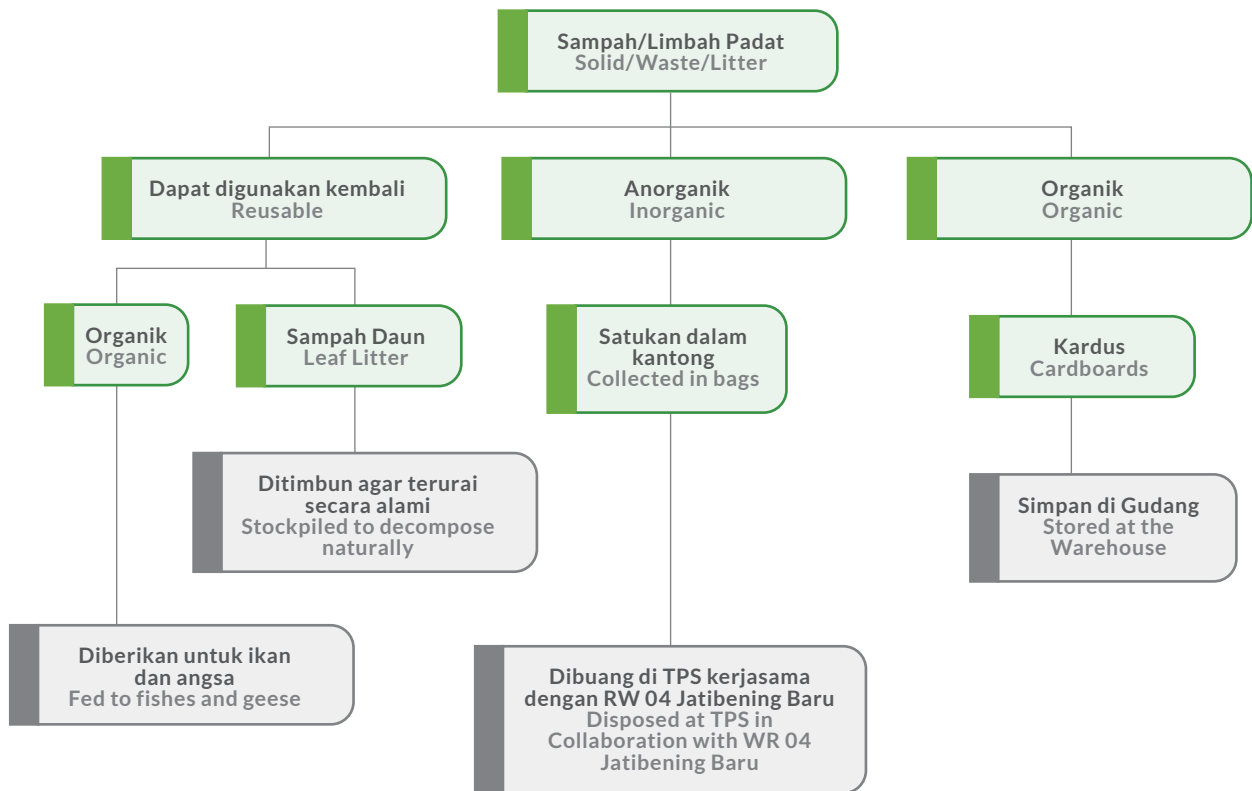 Sampah/Limbah Padat
Solid/Waste/Litter
Dapat digunakan kembali
Reusable
Anorganik
Inorganic
Organik
Organic
Organik
Organic
Sampah Daun
Leaf Litter
Satukan dalam
kantong
Collected in bags
Kardus
Cardboards
Ditimbun agar terurai
secara alami
Stockpiled to decompose
naturally
Simpan di Gudang
Stored at the
Warehouse
Diberikan untuk ikan
dan angsa
Fed to fishes and geese
Dibuang di TPS kerjasama
dengan RW 04 Jatibening Baru
Disposed at TPS in
Collaboration with WR 04
Jatibening Baru